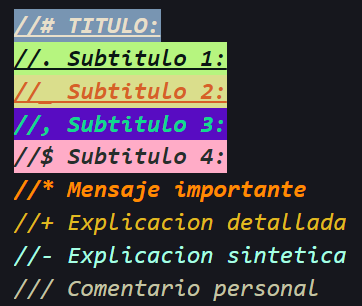 //# TITULO:
//. Subtitulo 1:
//_ Subtitulo 2:
//, Subtitulo 3:
//$ Subtitulo 4:
//* Mensaje importante
//+ Explicacion detallada
//- Explicacion sintetica
/// Comentario personal